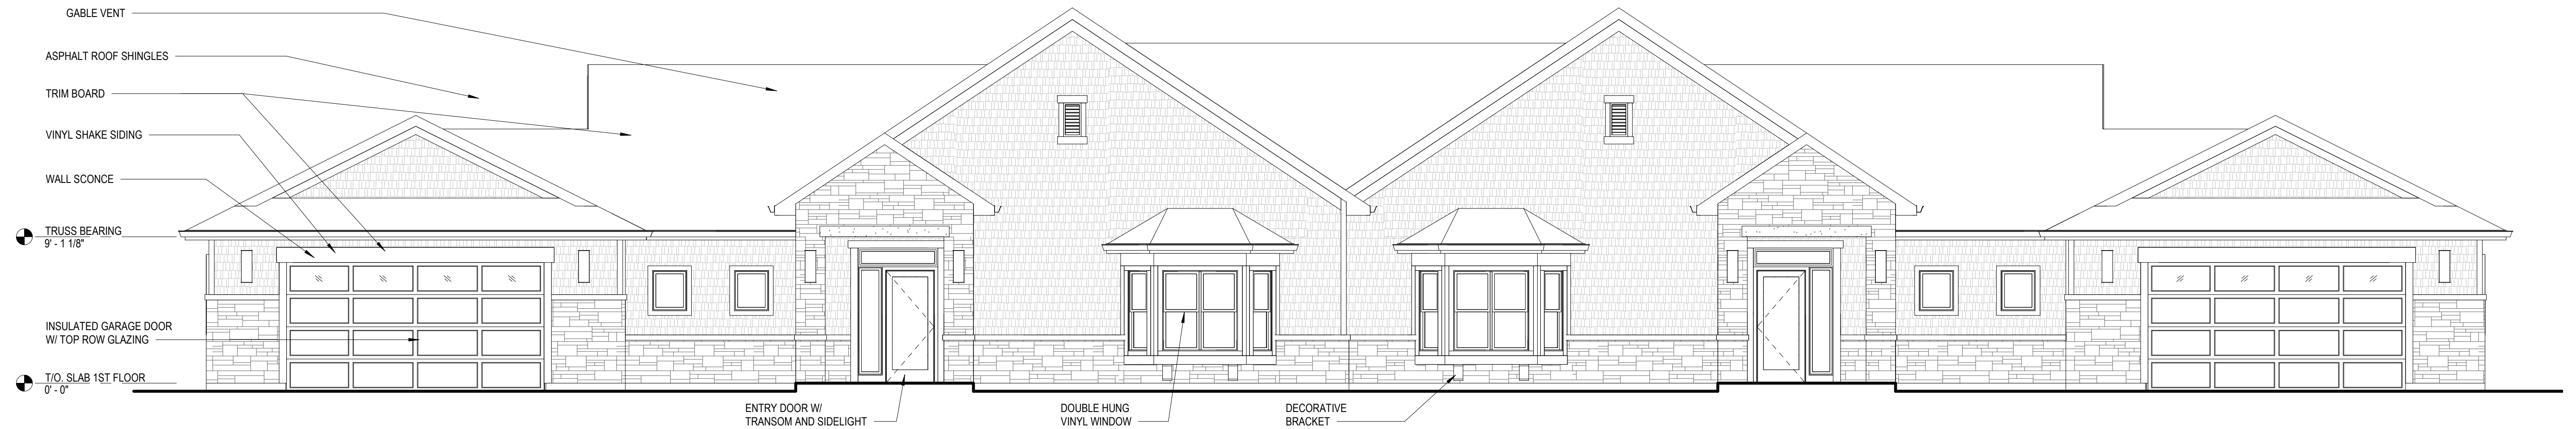 GABLE VENT
ASPHALT ROOF SHINGLES
TRIM BOARD
VINYL SHAKE SIDING
WALL SCONCE
TRUSS BEARING
9' - 1 1/8"
INSULATED GARAGE DOOR
W/ TOP ROW GLAZING
T/O. SLAB 1ST FLOOR
0' - 0"
ENTRY DOOR W/
TRANSOM AND SIDELIGHT
DOUBLE HUNG
VINYL WINDOW
DECORATIVE
BRACKET